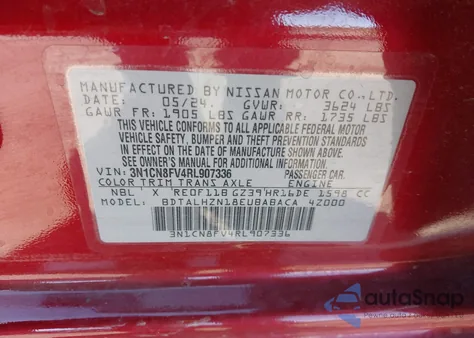 MANUFACTURED BY NISSAN MOTOR CO., LTD.
DATE: 05/24. GVWR: 3624 LBS
GAWR FR: 1905 LBS GAWR RR: 1735 LBS
THIS VEHICLE CONFORMS TO ALL APPLICABLE FEDERAL MOTOR
VEHICLE SAFETY, BUMPER AND THEFT PREVENTION STANDARDS
IN EFFECT ON THE DATE OF MANUFACTURE SHOWN ABOVE.
SEE OWNER'S MANUAL FOR ADDITIONAL INFORMATION.
VIN: 3N1CN8FV4RL907336 PASSENGER CAR.
COLOR TRIM TRANS AXLE ENGINE
NBL X RE0F11B GZ39 HR16DE 1598 CC
MODEL: BDTALHZN18EUBABACA 4Z000
3N1CN8FV4RL907336
autoSnap